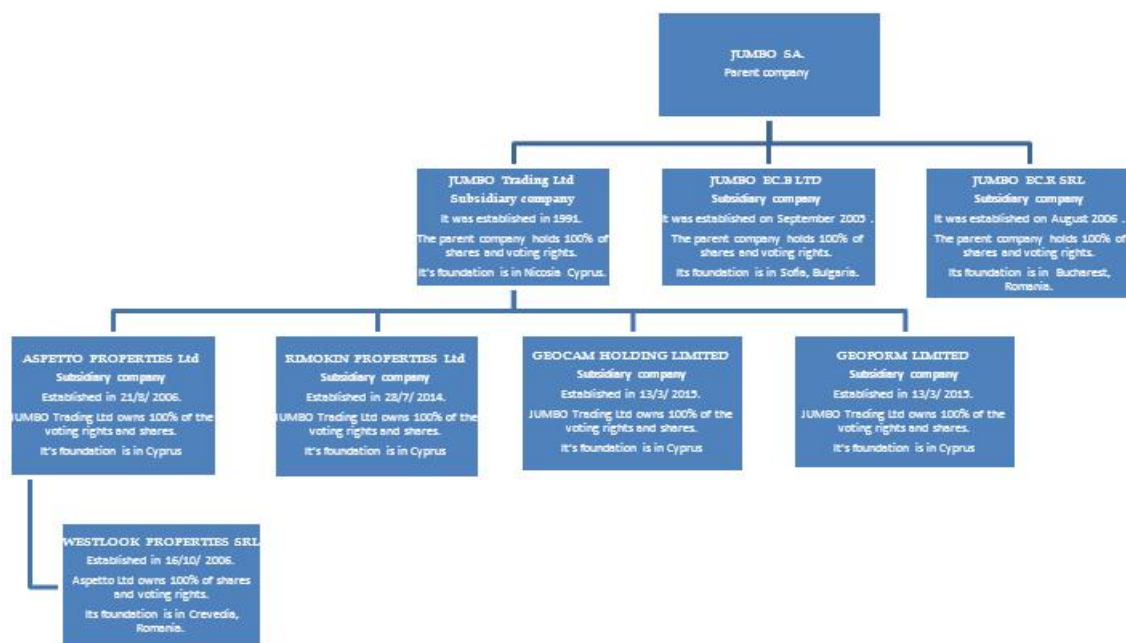 JUMBO SA.
Parent company
JUMBO Trading Ltd
Subsidiary company
It was established in 1991.
The parent company holds 100% of
shares and voting rights.
It's foundation is in Nicosia Cyprus.
JUMBO EC.B LTD
Subsidiary company
It was established on September 2005 .
The parent company holds 100% of
shares and voting rights.
Its foundation is in Sofia, Bulgaria.
JUMBO EC.R SRL
Subsidiary company
It was established on August 2006 .
The parent company holds 100% of
shares and voting rights.
Its foundation is in Bucharest,
Romania.
ASPETTO PROPERTIES Ltd
Subsidiary company
Established in 21/8/ 2006.
JUMBO Trading Ltd owns 100% of the
voting rights and shares.
It's foundation is in Cyprus
RIMOKIN PROPERTIES Ltd
Subsidiary company
Established in 28/7/ 2014.
JUMBO Trading Ltd owns 100% of the
voting rights and shares.
It's foundation is in Cyprus
GEOCAM HOLDING LIMITED
Subsidiary company
Established in 13/3/ 2015.
JUMBO Trading Ltd owns 100% of the
voting rights and shares.
It's foundation is in Cyprus
GEOFORM LIMITED
Subsidiary company
Established in 13/3/ 2015.
JUMBO Trading Ltd owns 100% of the
voting rights and shares.
It's foundation is in Cyprus
WESTLOOK PROPERTIES SRL
Established in 16/10/ 2006.
Aspetto Ltd owns 100% of shares
and voting rights.
Its foundation is in Crevedia,
Romania.